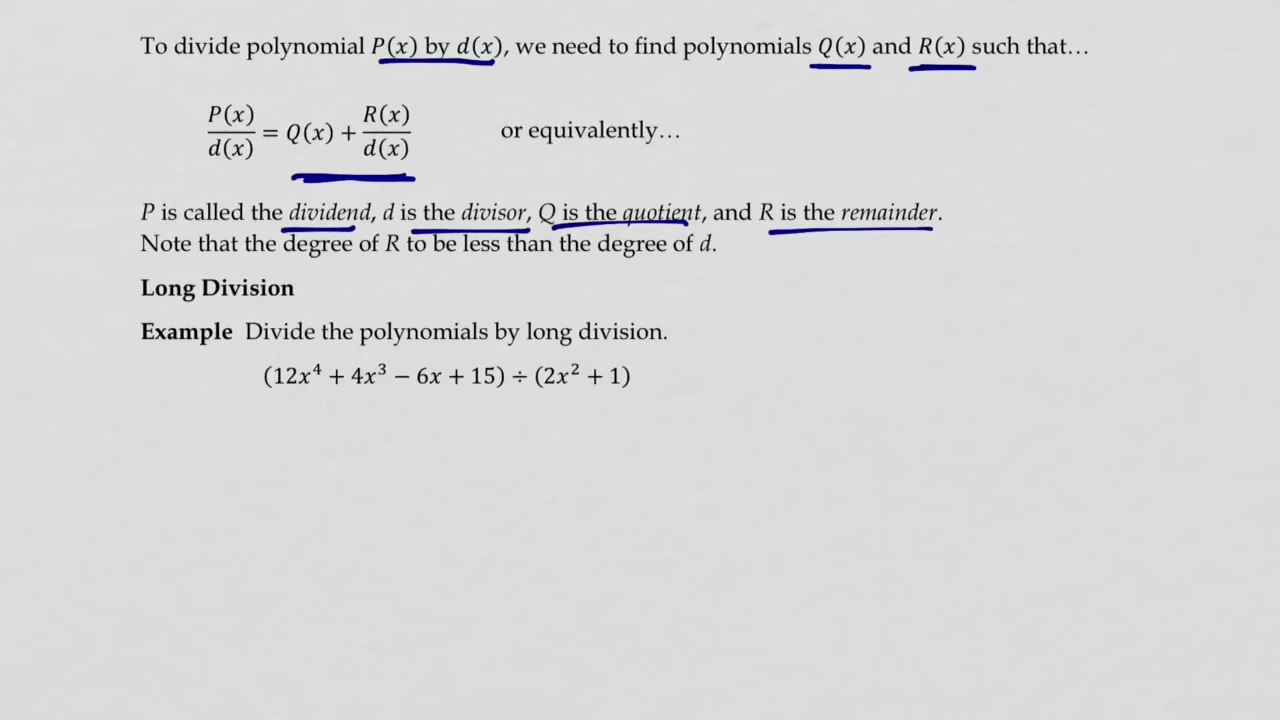 To divide polynomial P(x) by d(x), we need to find polynomials Q(x) and R(x) such that…
P(x)/d(x) = Q(x) + R(x)/d(x) or equivalently…
P is called the dividend, d is the divisor, Q is the quotient, and R is the remainder.
Note that the degree of R to be less than the degree of d.
Long Division
Example Divide the polynomials by long division.
(12x⁴ + 4x³ − 6x + 15) ÷ (2x² + 1)